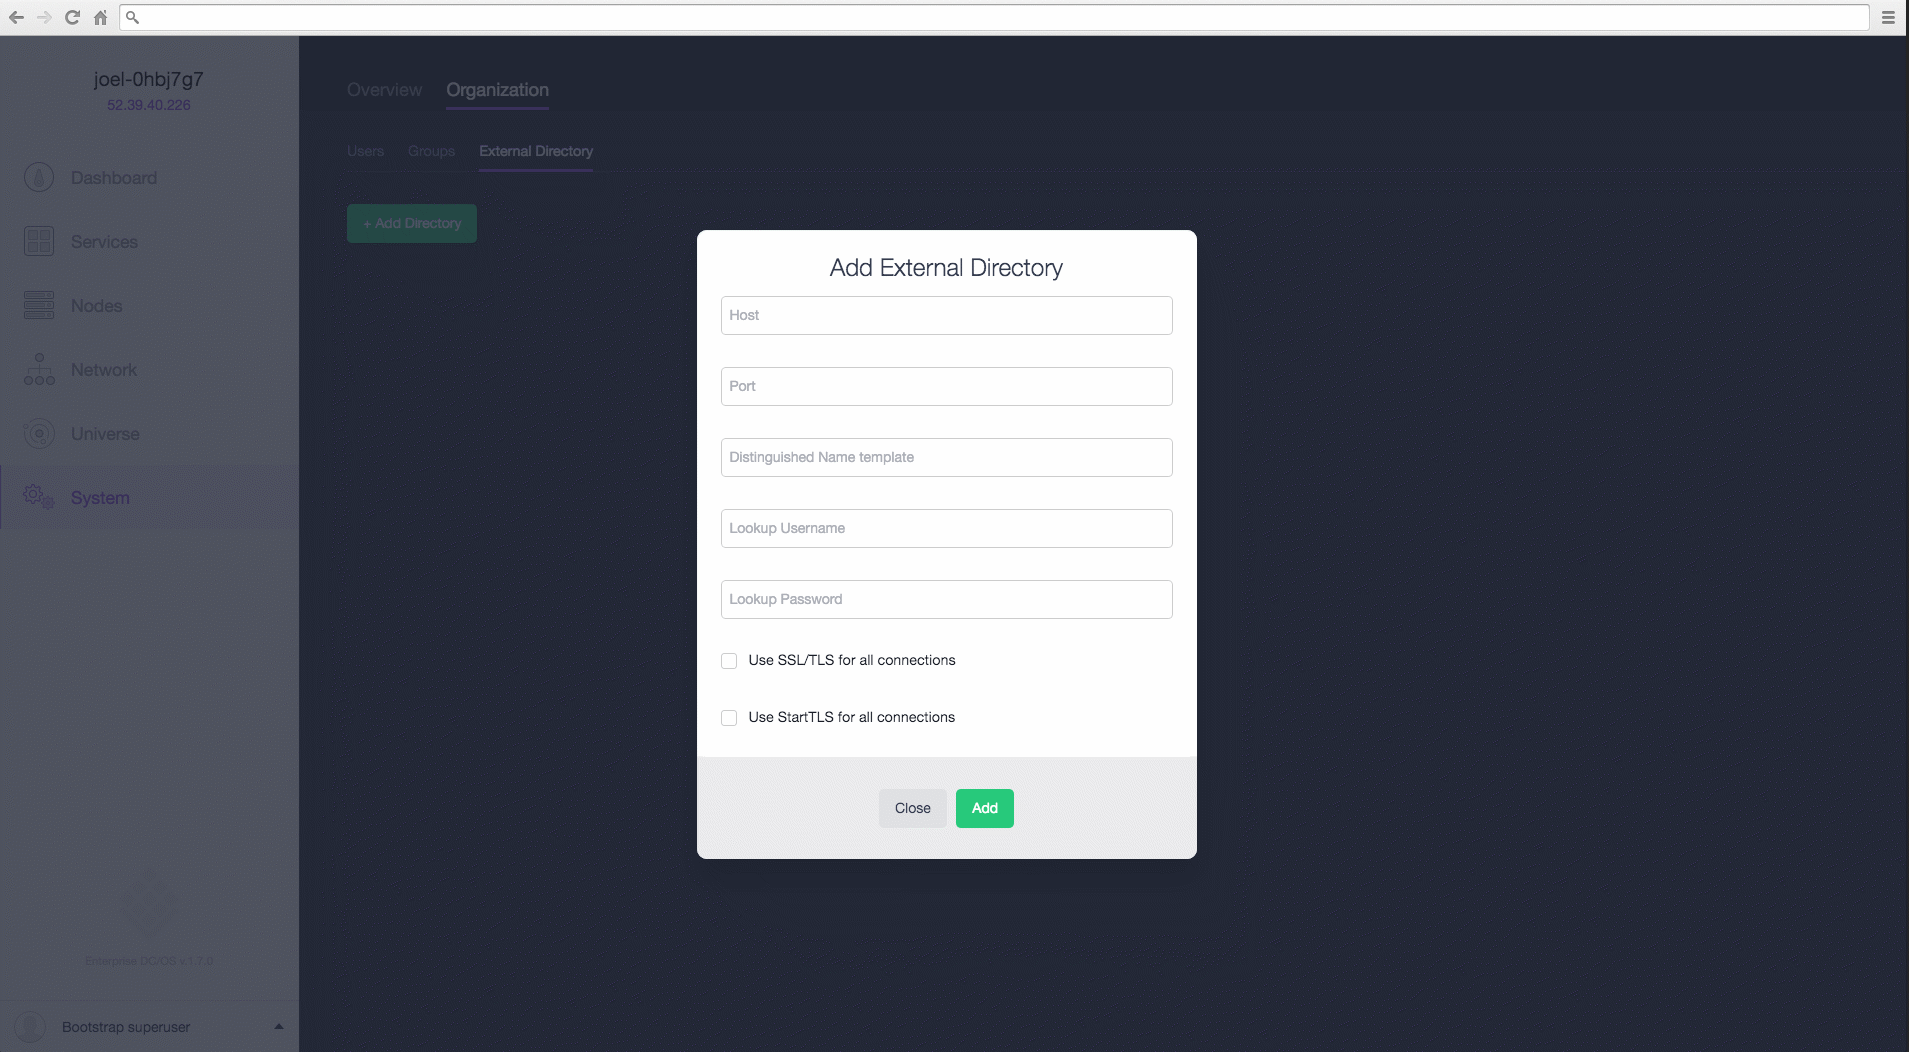 joel-0hbj7g7
52.39.40.226
Dashboard
Services
Nodes
Network
Universe
System
Enterprise DC/OS v.1.7.0
Bootstrap superuser
Overview Organization
Users Groups External Directory
+ Add Directory
Add External Directory
Host
Port
Distinguished Name template
Lookup Username
Lookup Password
Use SSL/TLS for all connections
Use StartTLS for all connections
Close Add